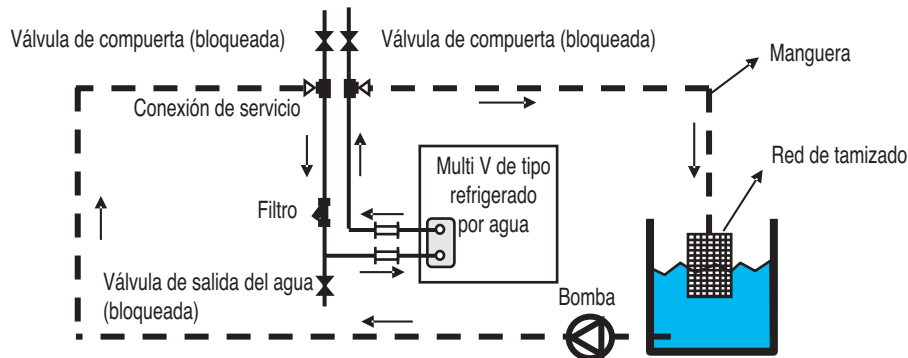 Válvula de compuerta (bloqueada)
Válvula de compuerta (bloqueada)
Manguera
Conexión de servicio
Multi V de tipo
refrigerado
por agua
Red de tamizado
Filtro
Válvula de salida del agua
(bloqueada)
Bomba